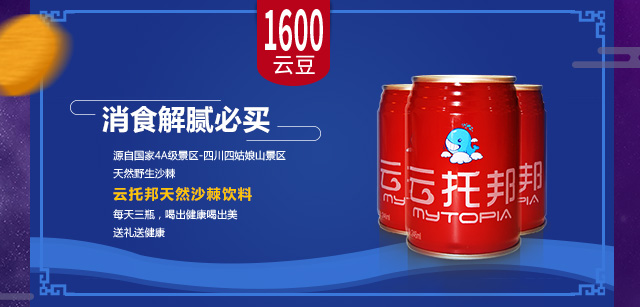 1600
云豆
消食解腻必买
源自国家4A级景区-四川四姑娘山景区
天然野生沙棘
云托邦天然沙棘饮料
每天三瓶，喝出健康喝出美
送礼送健康
云托邦
MYTOPIA